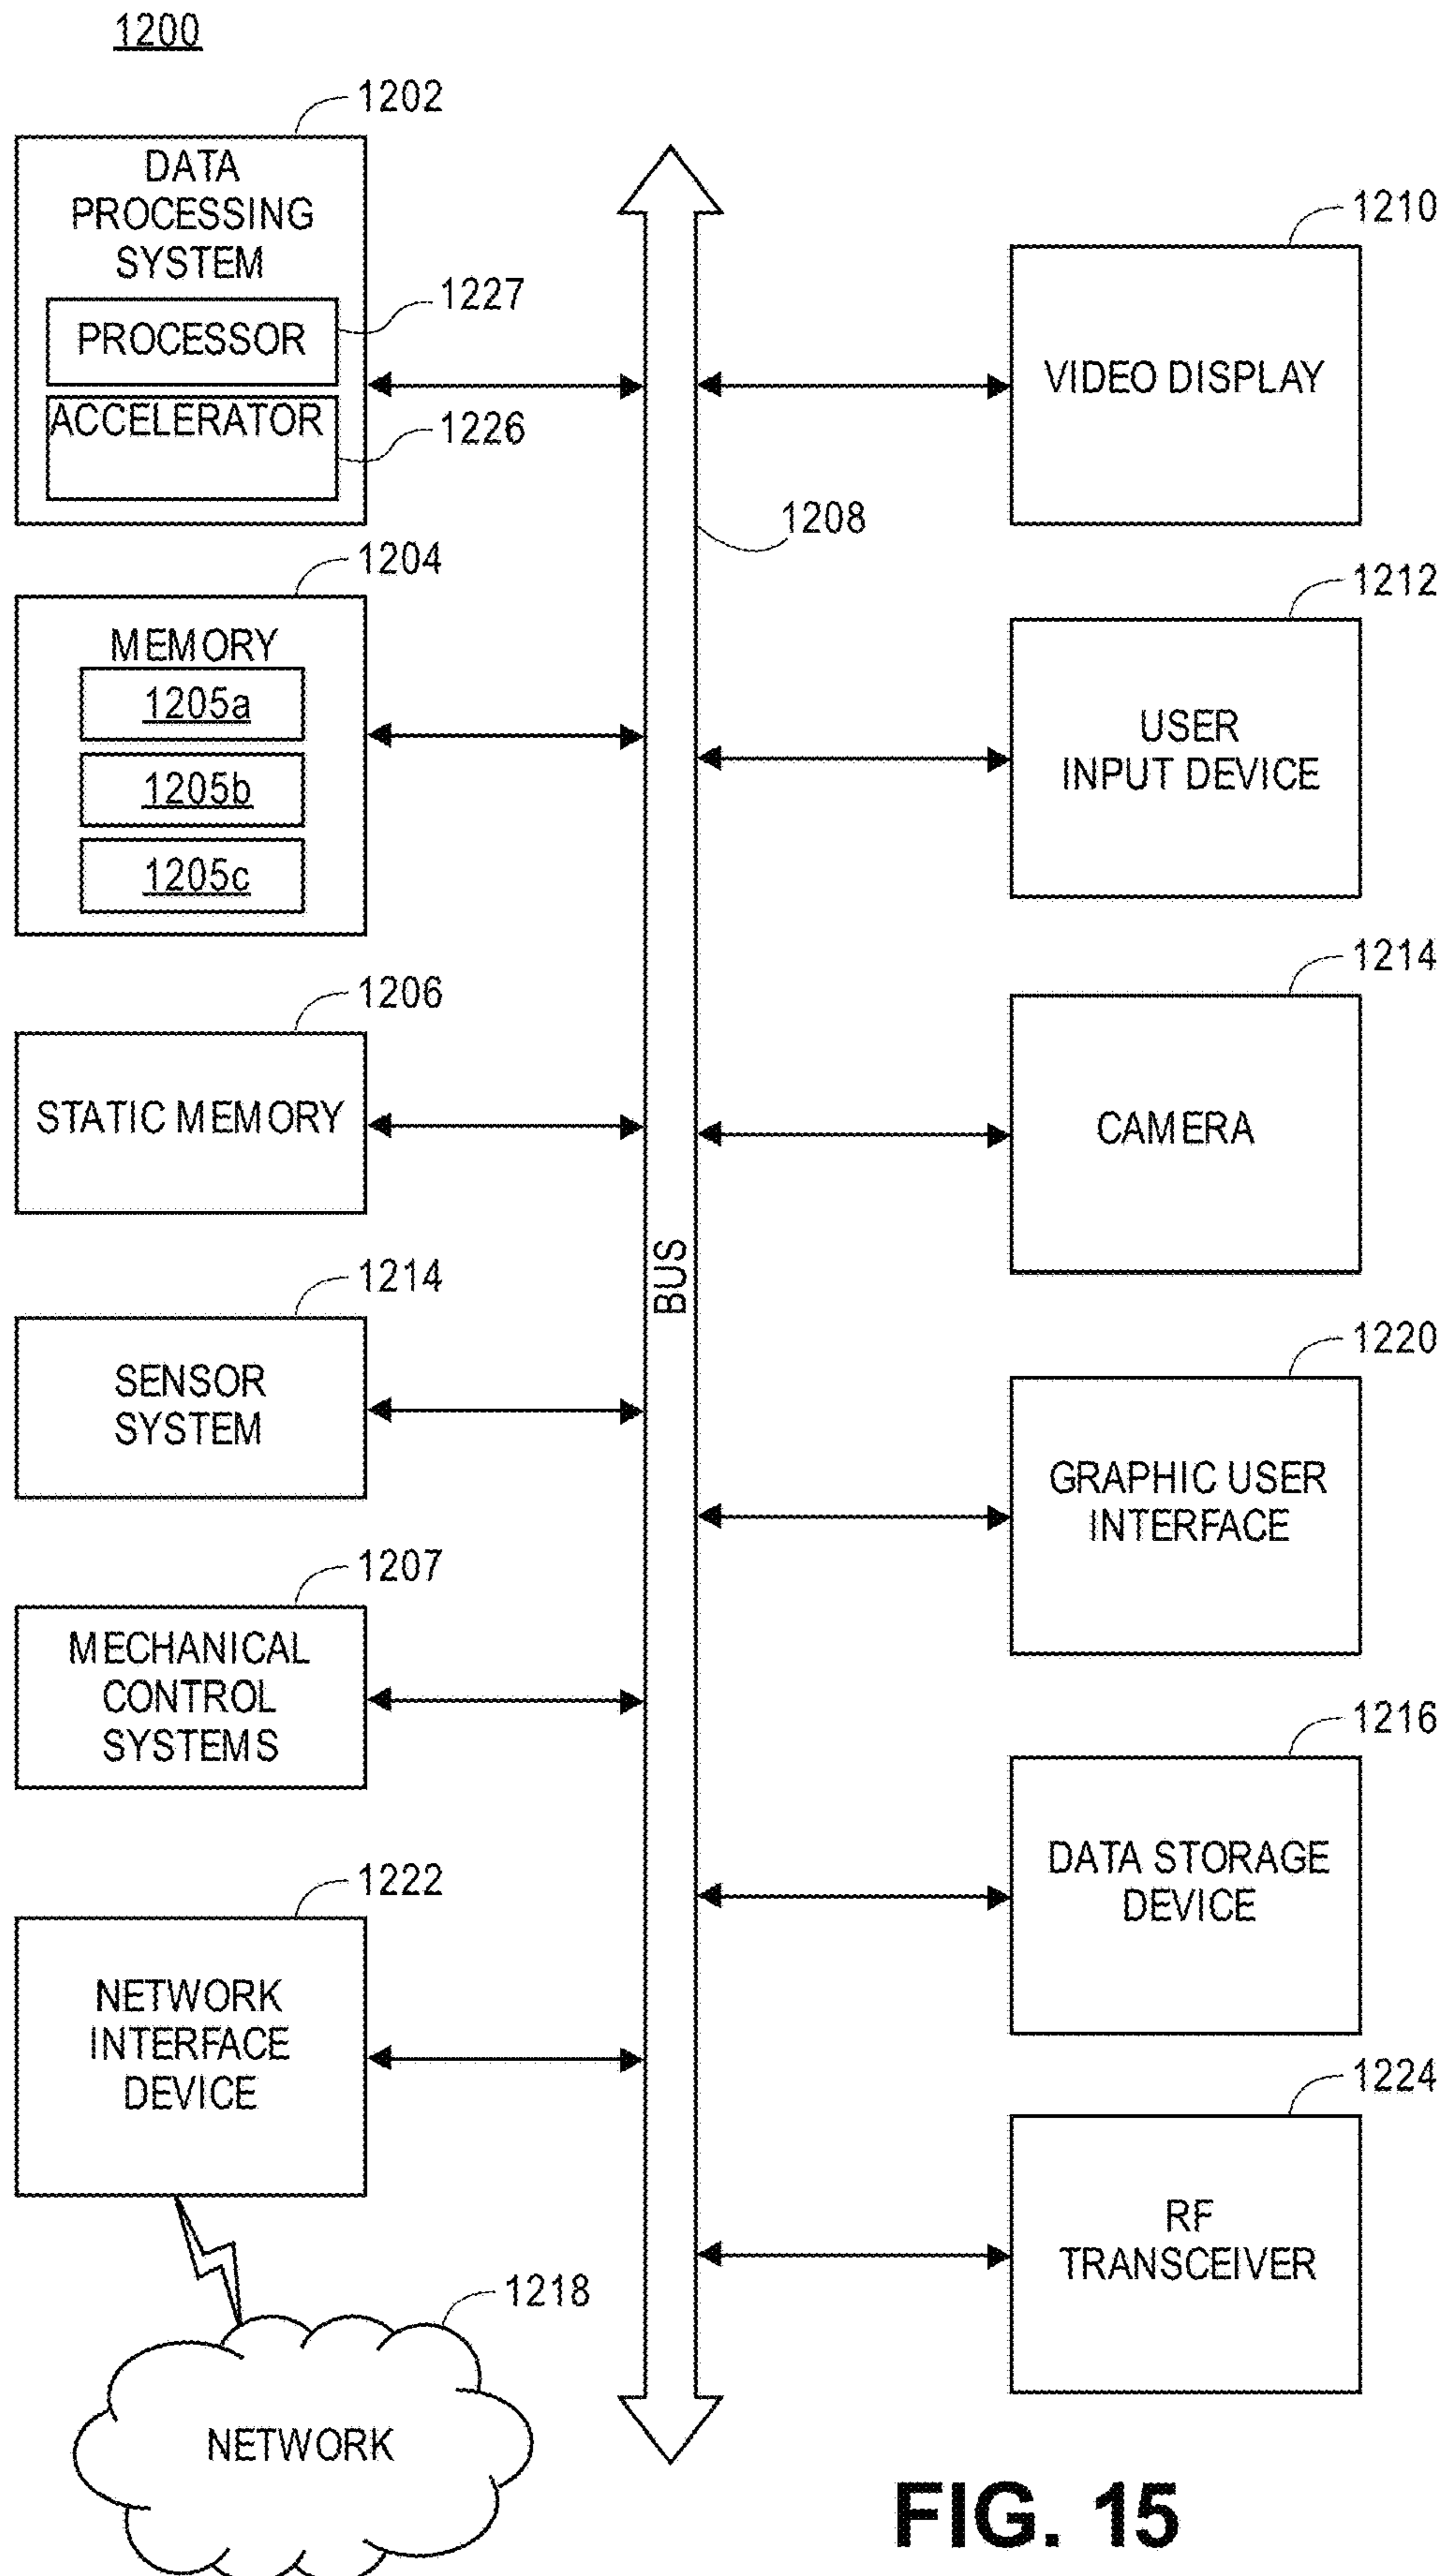 1200
1202
DATA
PROCESSING
SYSTEM
1227
PROCESSOR
ACCELERATOR
1226
1204
MEMORY
1205a
1205b
1205c
1206
STATIC MEMORY
1214
SENSOR
SYSTEM
1207
MECHANICAL
CONTROL
SYSTEMS
1222
NETWORK
INTERFACE
DEVICE
1218
NETWORK
1208
BUS
1210
VIDEO DISPLAY
1212
USER
INPUT DEVICE
1214
CAMERA
1220
GRAPHIC USER
INTERFACE
1216
DATA STORAGE
DEVICE
1224
RF
TRANSCEIVER
FIG. 15